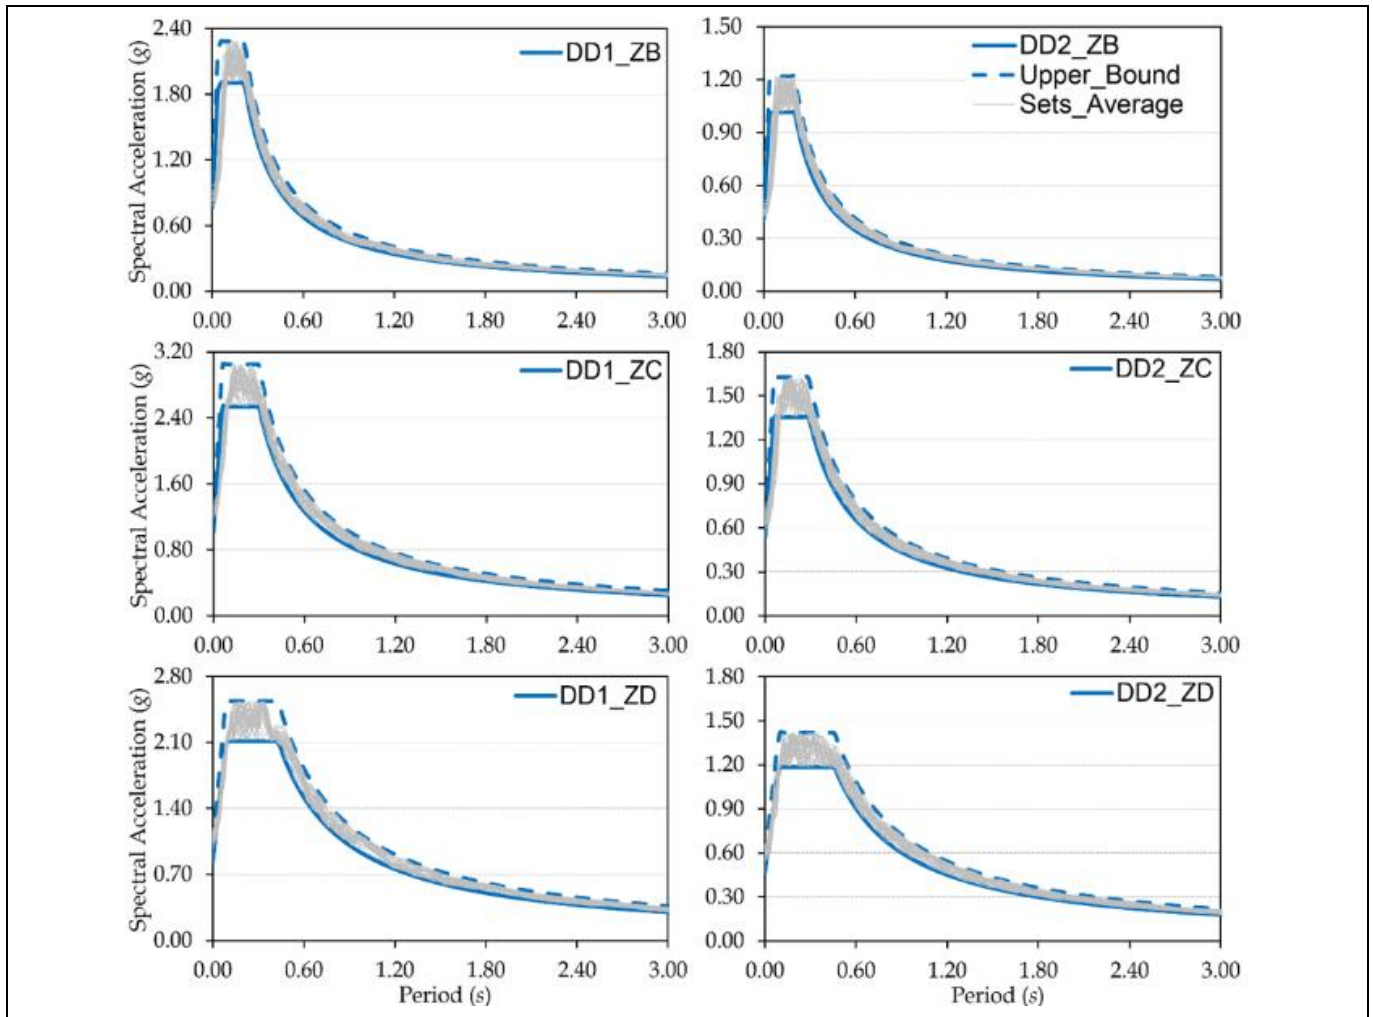 2.40
1.80
1.20
0.60
0.00
Spectral Acceleration (g)
DD1_ZB
0.00 0.60 1.20 1.80 2.40 3.00
1.50
1.20
0.90
0.60
0.30
0.00
DD2_ZB
Upper_Bound
Sets_Average
0.00 0.60 1.20 1.80 2.40 3.00
3.20
2.40
1.60
0.80
0.00
Spectral Acceleration (g)
DD1_ZC
0.00 0.60 1.20 1.80 2.40 3.00
1.80
1.50
1.20
0.90
0.60
0.30
0.00
DD2_ZC
0.00 0.60 1.20 1.80 2.40 3.00
2.80
2.10
1.40
0.70
0.00
Spectral Acceleration (g)
DD1_ZD
0.00 0.60 1.20 1.80 2.40 3.00
Period (s)
1.80
1.50
1.20
0.90
0.60
0.30
0.00
DD2_ZD
0.00 0.60 1.20 1.80 2.40 3.00
Period (s)